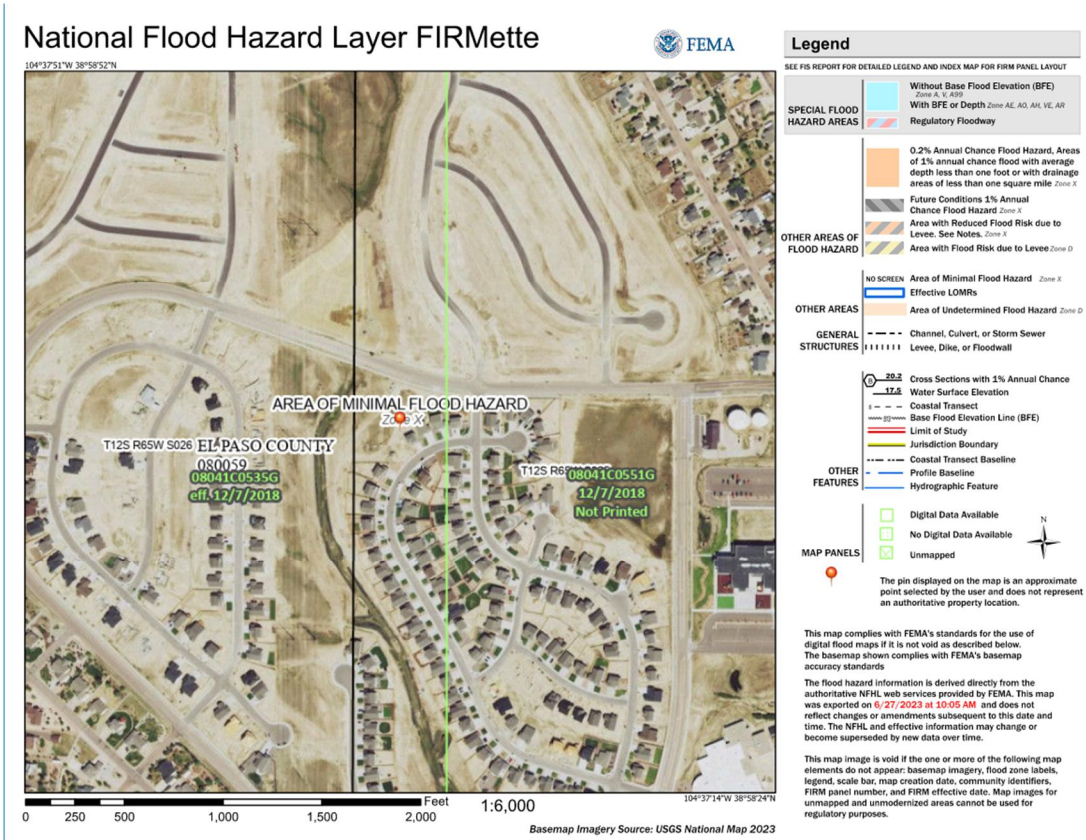 National Flood Hazard Layer FIRMette
FEMA
104°37'51"W 38°58'52"N
AREA OF MINIMAL FLOOD HAZARD
Zone X
T12S R65W S026
EL PASO COUNTY
080059
08041C0535G
eff. 12/7/2018
T12S R65W
08041C0551G
12/7/2018
Not Printed
104°37'14"W 38°58'24"N
0 250 500 1,000 1,500 2,000
Feet
1:6,000
Basemap Imagery Source: USGS National Map 2023
Legend
SEE FIS REPORT FOR DETAILED LEGEND AND INDEX MAP FOR FIRM PANEL LAYOUT
SPECIAL FLOOD
HAZARD AREAS
Without Base Flood Elevation (BFE)
Zone A, V, A99
With BFE or Depth Zone AE, AO, AH, VE, AR
Regulatory Floodway
0.2% Annual Chance Flood Hazard, Areas
of 1% annual chance flood with average
depth less than one foot or with drainage
areas of less than one square mile Zone X
Future Conditions 1% Annual
Chance Flood Hazard Zone X
Area with Reduced Flood Risk due to
Levee. See Notes. Zone X
Area with Flood Risk due to Levee Zone D
OTHER AREAS OF
FLOOD HAZARD
NO SCREEN Area of Minimal Flood Hazard Zone X
Effective LOMRs
OTHER AREAS
Area of Undetermined Flood Hazard Zone D
GENERAL
STRUCTURES
Channel, Culvert, or Storm Sewer
Levee, Dike, or Floodwall
B 20.2 Cross Sections with 1% Annual Chance
17.5 Water Surface Elevation
8 Coastal Transect
513 Base Flood Elevation Line (BFE)
Limit of Study
Jurisdiction Boundary
Coastal Transect Baseline
OTHER
FEATURES
Profile Baseline
Hydrographic Feature
Digital Data Available
No Digital Data Available
Unmapped
MAP PANELS
N
The pin displayed on the map is an approximate
point selected by the user and does not represent
an authoritative property location.
This map complies with FEMA's standards for the use of
digital flood maps if it is not void as described below.
The basemap shown complies with FEMA's basemap
accuracy standards
The flood hazard information is derived directly from the
authoritative NFHL web services provided by FEMA. This map
was exported on 6/27/2023 at 10:05 AM and does not
reflect changes or amendments subsequent to this date and
time. The NFHL and effective information may change or
become superseded by new data over time.
This map image is void if the one or more of the following map
elements do not appear: basemap imagery, flood zone labels,
legend, scale bar, map creation date, community identifiers,
FIRM panel number, and FIRM effective date. Map images for
unmapped and unmodernized areas cannot be used for
regulatory purposes.